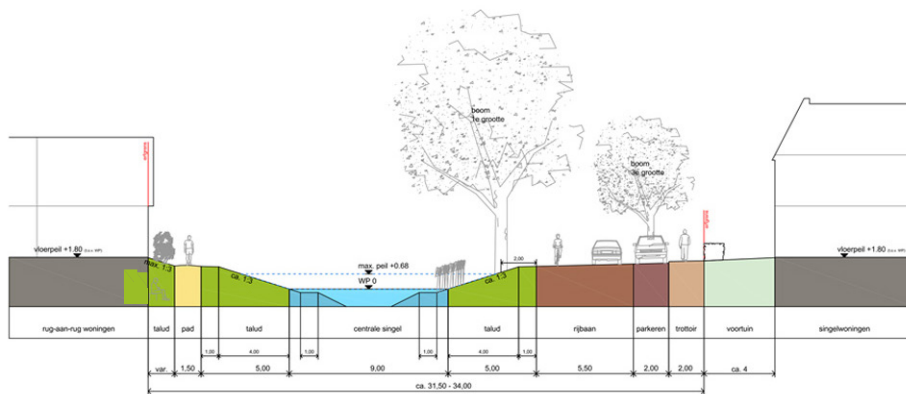 boom
1e grootte
boom
3e grootte
erfgrens
erfgrens
vloerpeil +1.80 (t.o.v. WP)
max. peil +0.68
WP 0
2,00
vloerpeil +1.80 (t.o.v. WP)
max. 1:3
ca. 1:3
ca. 1:3
rug-aan-rug woningen talud pad talud centrale singel talud rijbaan parkeren trottoir voortuin singelwoningen
1,00 4,00 1,00 1,00 4,00 1,00
var. 1,50 5,00 9,00 5,00 5,50 2,00 2,00 ca. 4
ca. 31,50 - 34,00